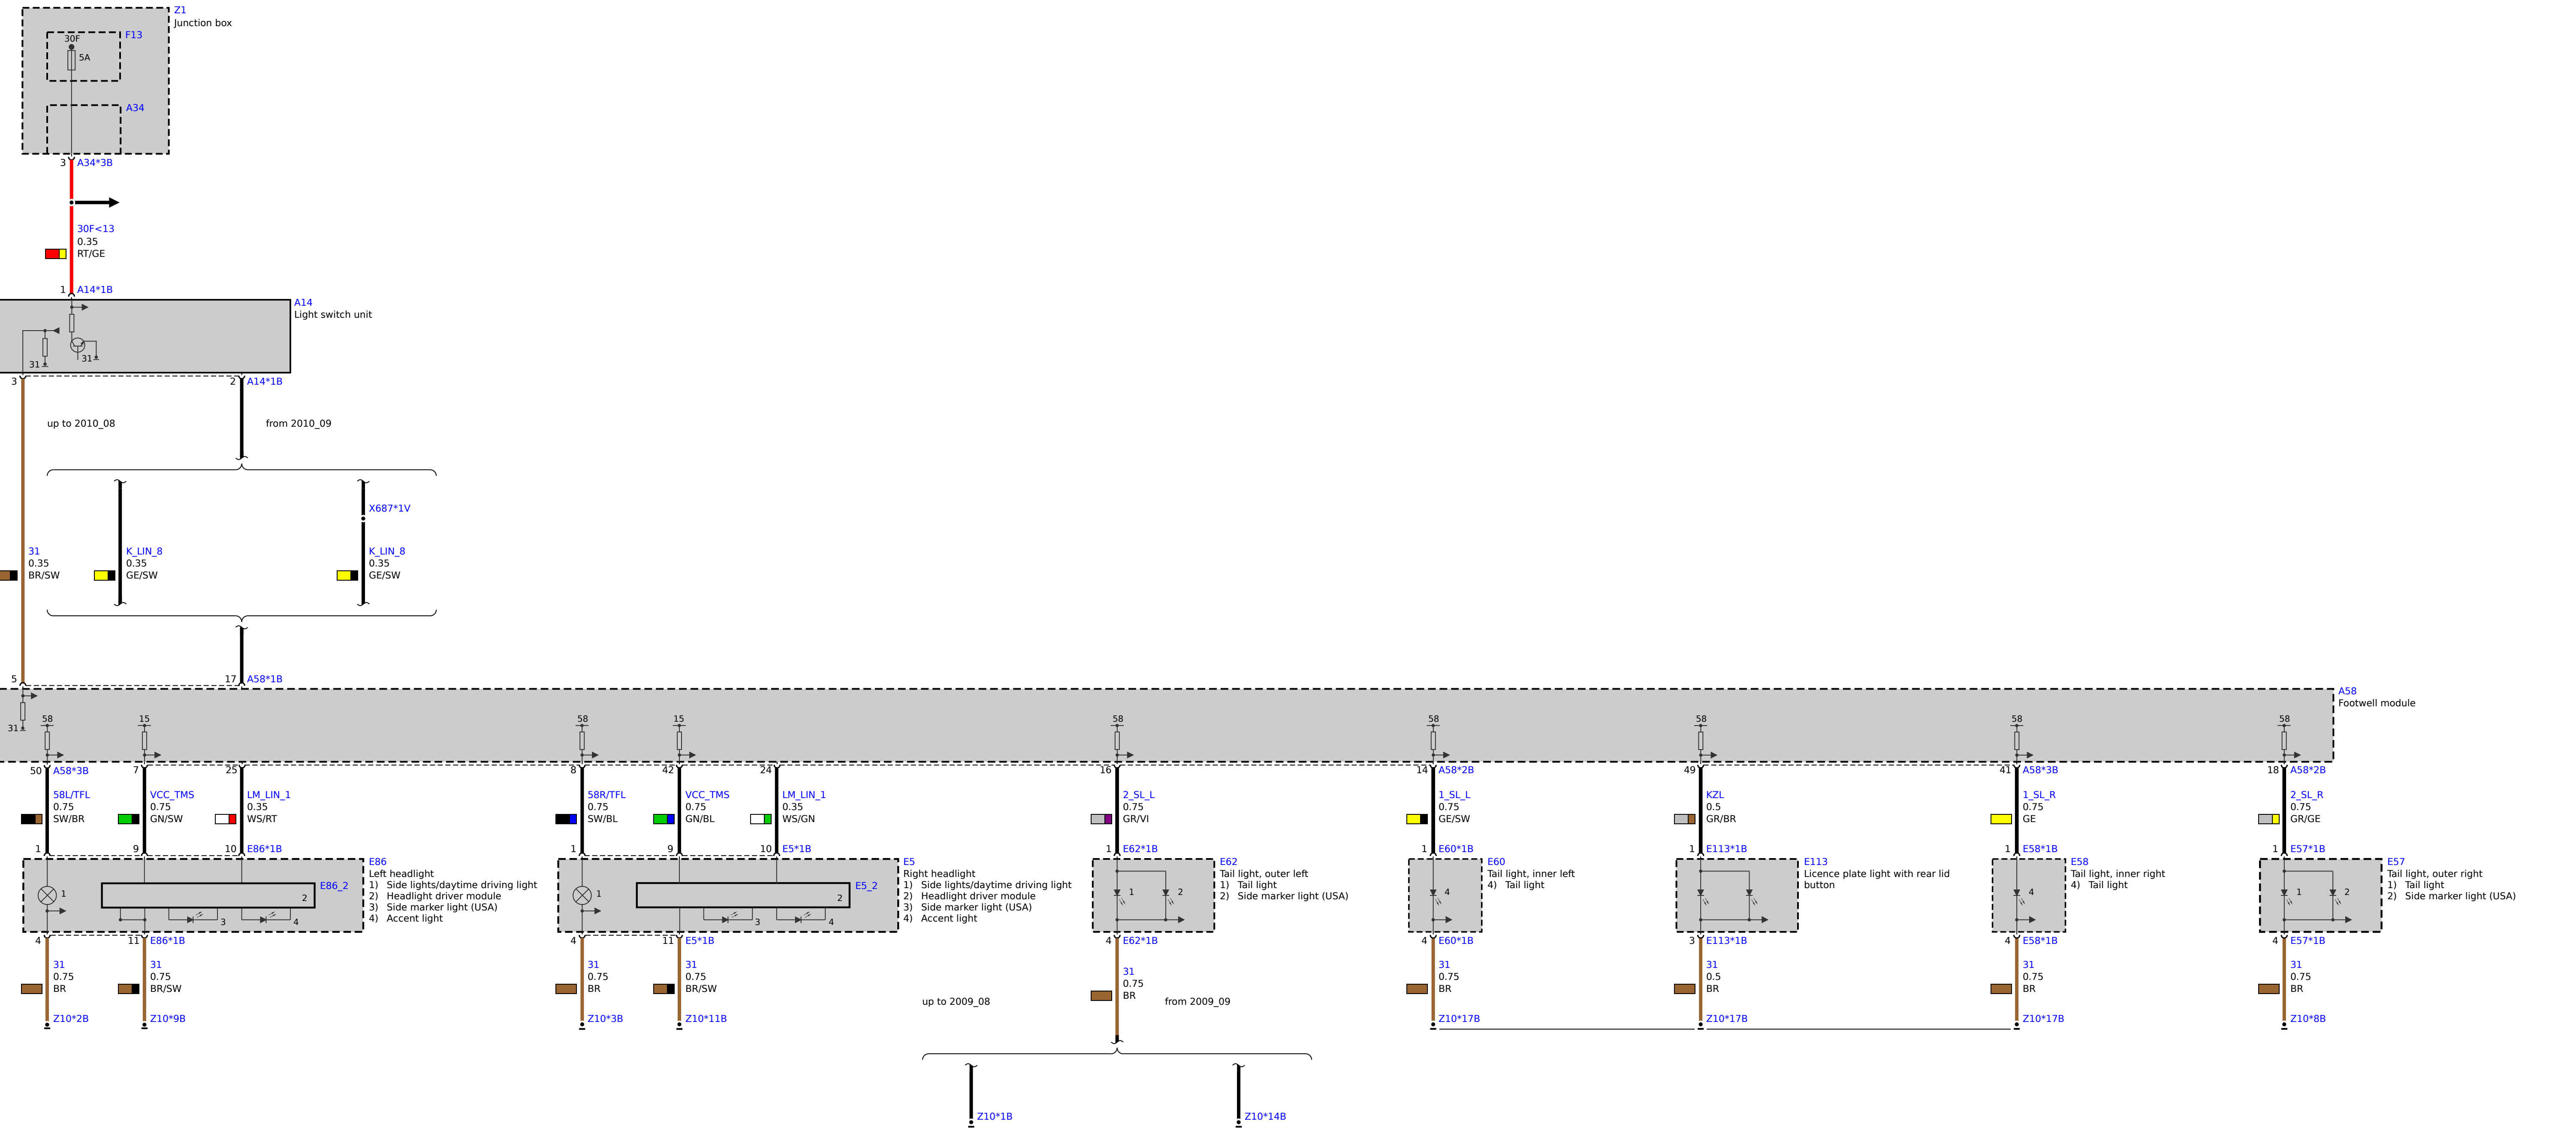 Z1
Junction box
30F
F13
5A
A34
3 A34*3B
30F<13
0.35
RT/GE
1 A14*1B
A14
Light switch unit
31
31
3
2 A14*1B
up to 2010_08
from 2010_09
X687*1V
31
0.35
BR/SW
K_LIN_8
0.35
GE/SW
K_LIN_8
0.35
GE/SW
5
17 A58*1B
A58
Footwell module
31
58
15
58
15
58
58
58
58
58
50 A58*3B
7
25
8
42
24
16
14 A58*2B
49
41 A58*3B
18 A58*2B
58L/TFL
0.75
SW/BR
VCC_TMS
0.75
GN/SW
LM_LIN_1
0.35
WS/RT
58R/TFL
0.75
SW/BL
VCC_TMS
0.75
GN/BL
LM_LIN_1
0.35
WS/GN
2_SL_L
0.75
GR/VI
1_SL_L
0.75
GE/SW
KZL
0.5
GR/BR
1_SL_R
0.75
GE
2_SL_R
0.75
GR/GE
1
9
10 E86*1B
1
9
10 E5*1B
1 E62*1B
1 E60*1B
1 E113*1B
1 E58*1B
1 E57*1B
1
E86_2
2
3
4
E86
Left headlight
1) Side lights/daytime driving light
2) Headlight driver module
3) Side marker light (USA)
4) Accent light
1
E5_2
2
3
4
E5
Right headlight
1) Side lights/daytime driving light
2) Headlight driver module
3) Side marker light (USA)
4) Accent light
1
2
E62
Tail light, outer left
1) Tail light
2) Side marker light (USA)
4
E60
Tail light, inner left
4) Tail light
E113
Licence plate light with rear lid
button
4
E58
Tail light, inner right
4) Tail light
1
2
E57
Tail light, outer right
1) Tail light
2) Side marker light (USA)
4
11 E86*1B
4
11 E5*1B
4 E62*1B
4 E60*1B
3 E113*1B
4 E58*1B
4 E57*1B
31
0.75
BR
31
0.75
BR/SW
31
0.75
BR
31
0.75
BR/SW
31
0.75
BR
31
0.75
BR
31
0.5
BR
31
0.75
BR
31
0.75
BR
up to 2009_08
from 2009_09
Z10*2B
Z10*9B
Z10*3B
Z10*11B
Z10*17B
Z10*17B
Z10*17B
Z10*8B
Z10*1B
Z10*14B